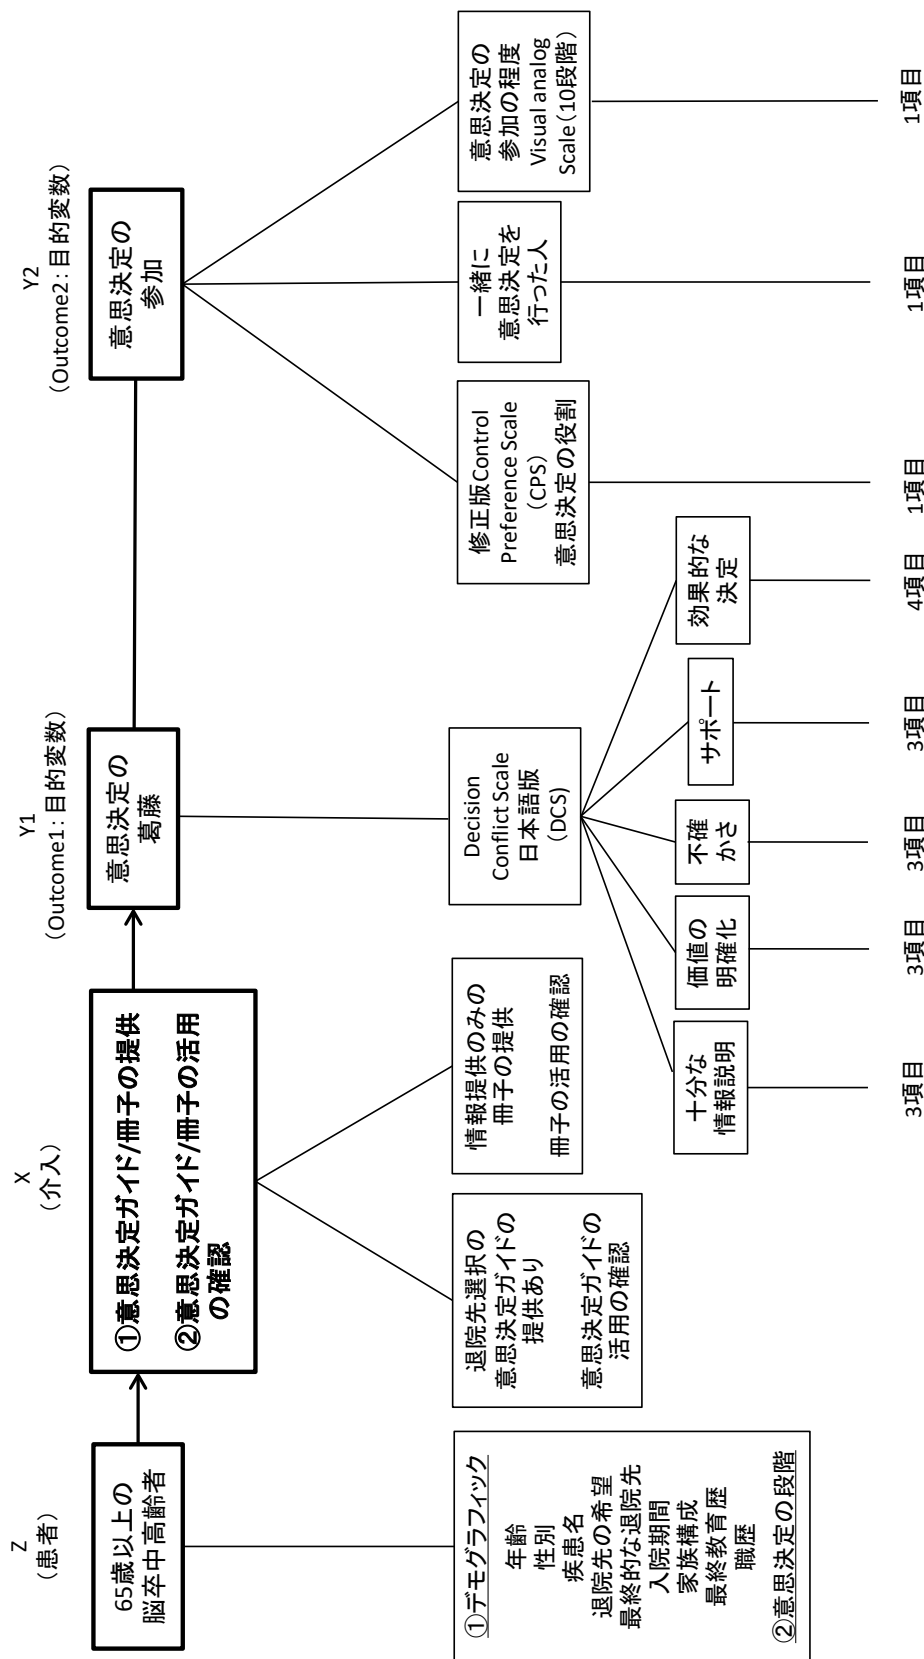 Z
(患者)
65歳以上の
脳卒中高齢者
①デモグラフィック
年齢
性別
疾患名
退院先の希望
最終的な退院先
入院期間
家族構成
最終教育歴
職歴
②意思決定の段階
X
(介入)
①意思決定ガイド/冊子の提供
②意思決定ガイド/冊子の活用
の確認
退院先選択の
意思決定ガイドの
提供あり
意思決定ガイドの
活用の確認
情報提供のみの
冊子の提供
冊子の活用の確認
Y1
(Outcome1:目的変数)
意思決定の
葛藤
Decision
Conflict Scale
日本語版
(DCS)
十分な
情報説明
価値の
明確化
不確
かさ
サポート
効果的な
決定
3項目
3項目
3項目
3項目
4項目
Y2
(Outcome2:目的変数)
意思決定の
参加
修正版Control
Preference Scale
(CPS)
意思決定の役割
一緒に
意思決定を
行った人
意思決定の
参加の程度
Visual analog
Scale(10段階)
1項目
1項目
1項目